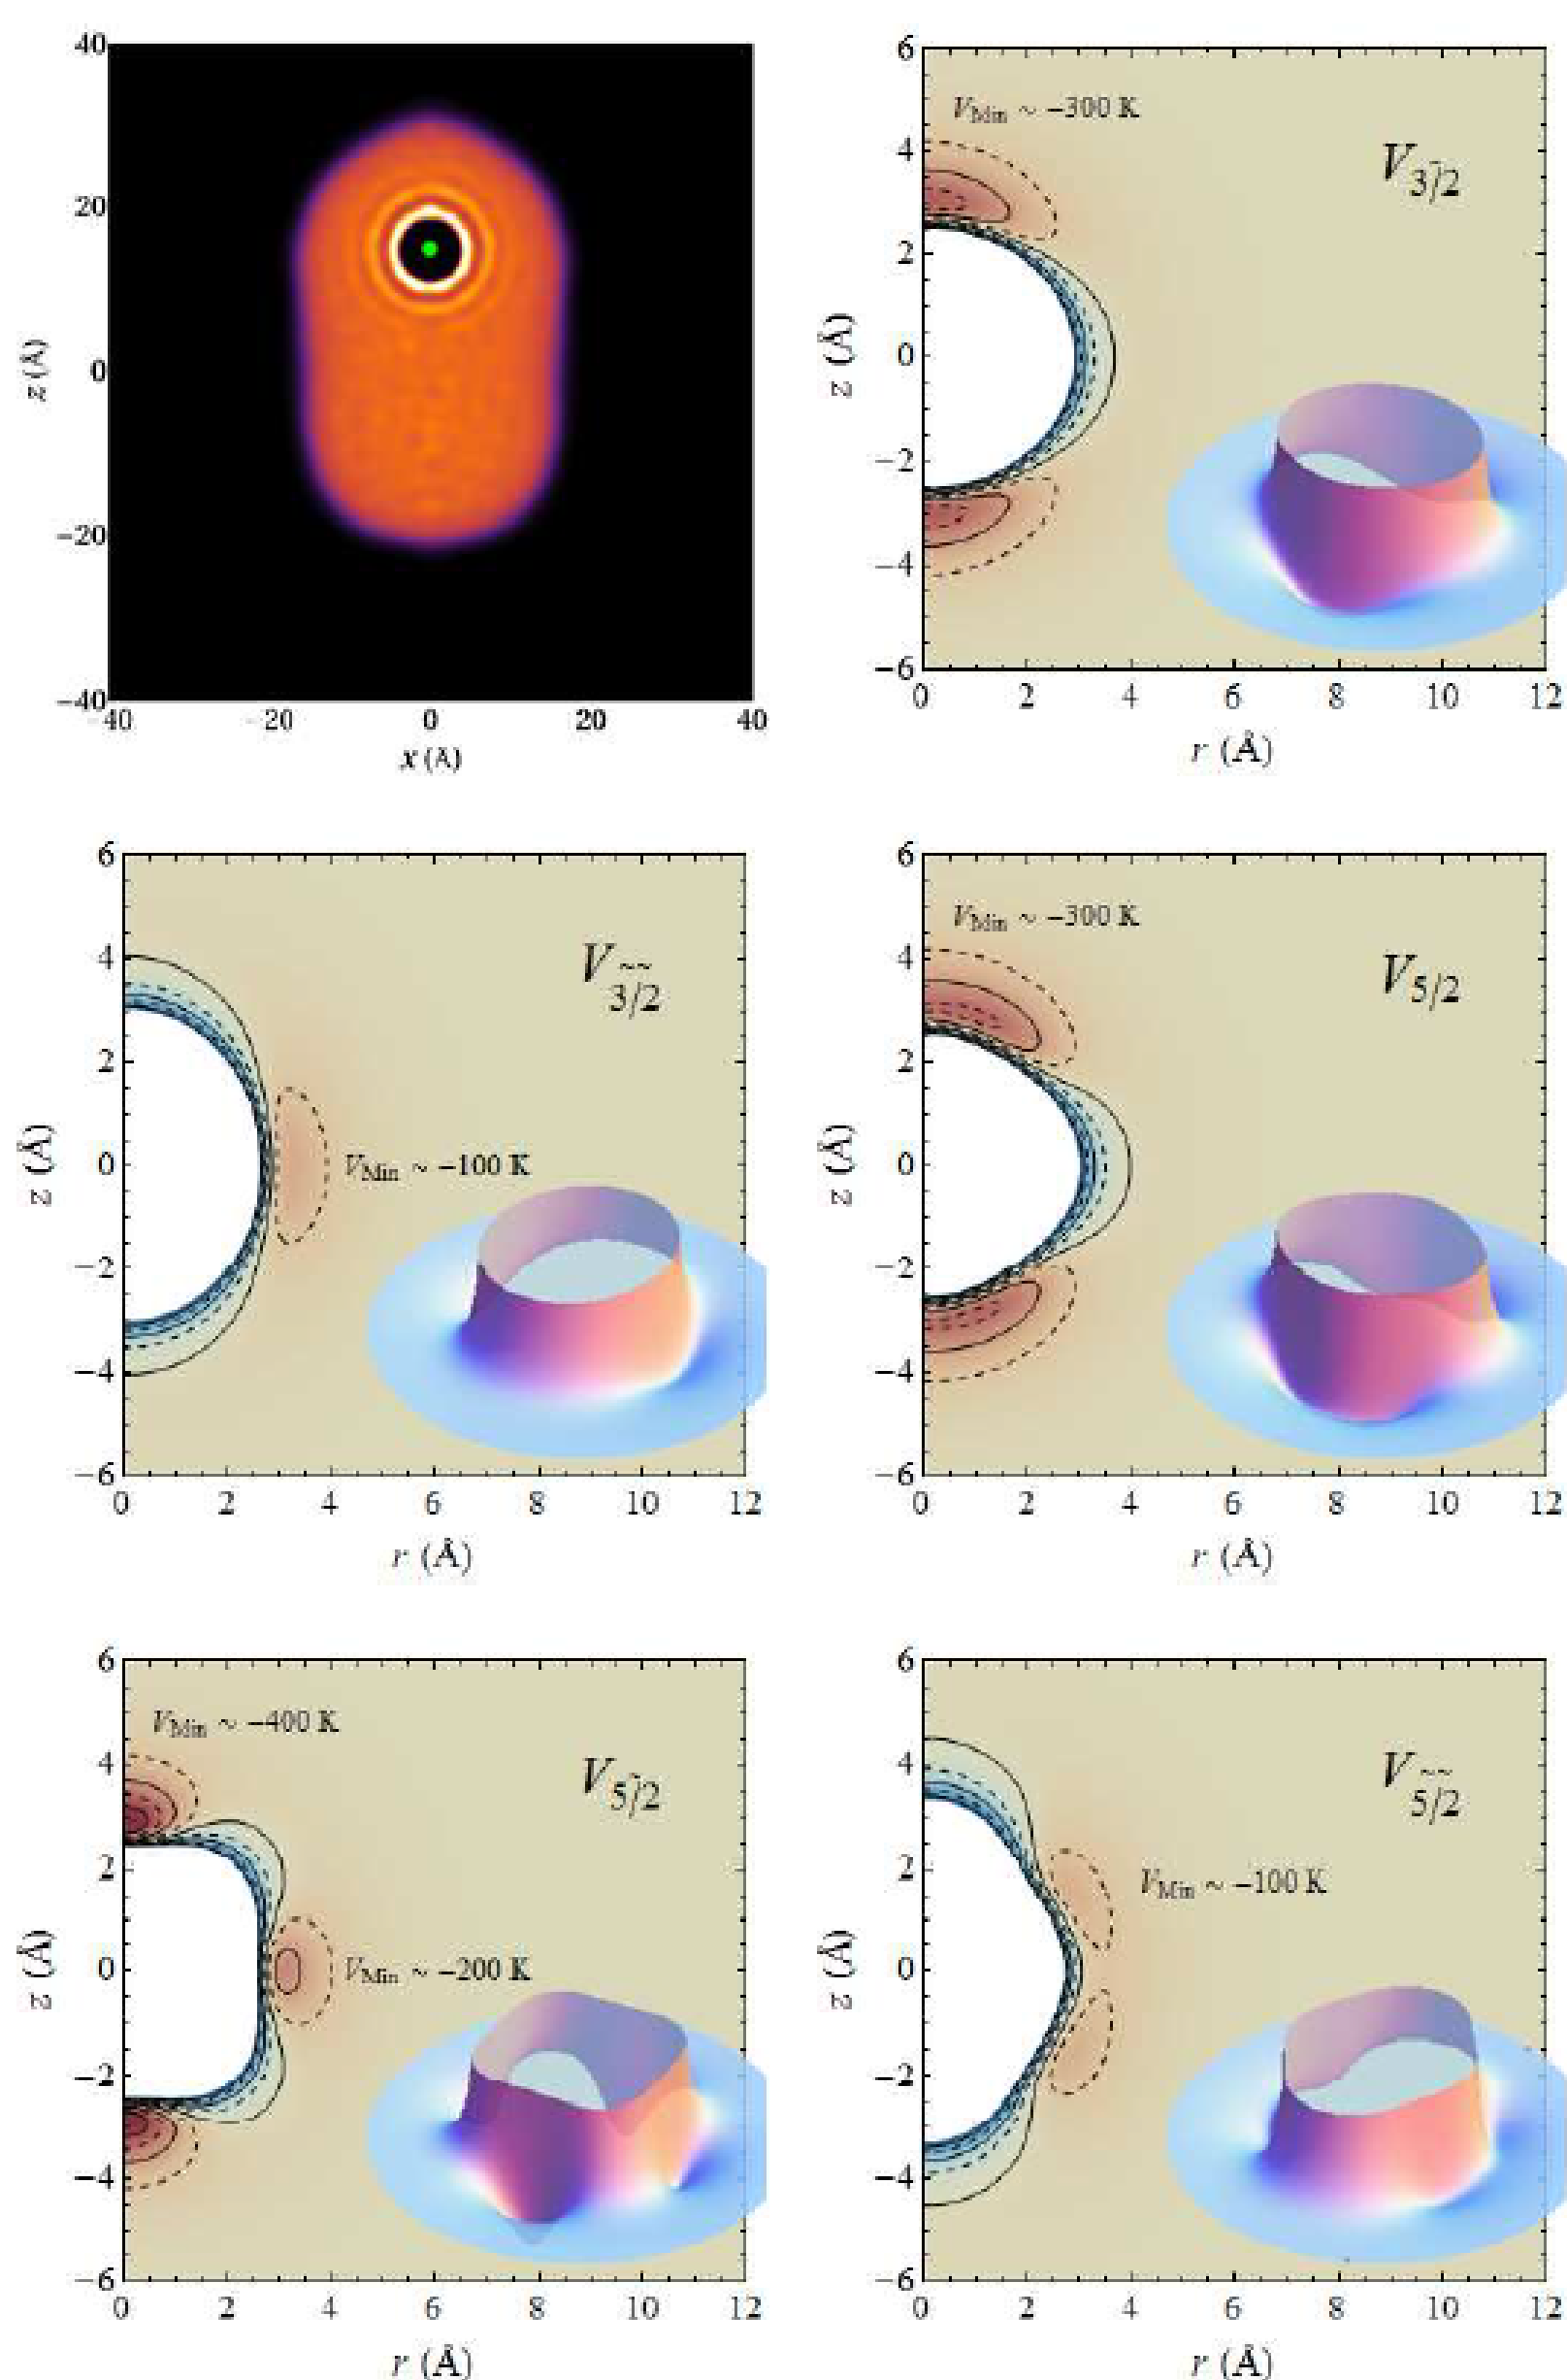 40
20
0
−20
−40
z (Å)
−40 −20 0 20 40
x (Å)
6
4
2
0
−2
−4
−6
z (Å)
V_Min ~ −300 K
V_3̃/2
0 2 4 6 8 10 12
r (Å)
6
4
2
0
−2
−4
−6
z (Å)
V_≈3/2
V_Min ~ −100 K
0 2 4 6 8 10 12
r (Å)
6
4
2
0
−2
−4
−6
z (Å)
V_Min ~ −300 K
V_5/2
0 2 4 6 8 10 12
r (Å)
6
4
2
0
−2
−4
−6
z (Å)
V_Min ~ −400 K
V_5̃/2
V_Min ~ −200 K
0 2 4 6 8 10 12
r (Å)
6
4
2
0
−2
−4
−6
z (Å)
V_≈5/2
V_Min ~ −100 K
0 2 4 6 8 10 12
r (Å)